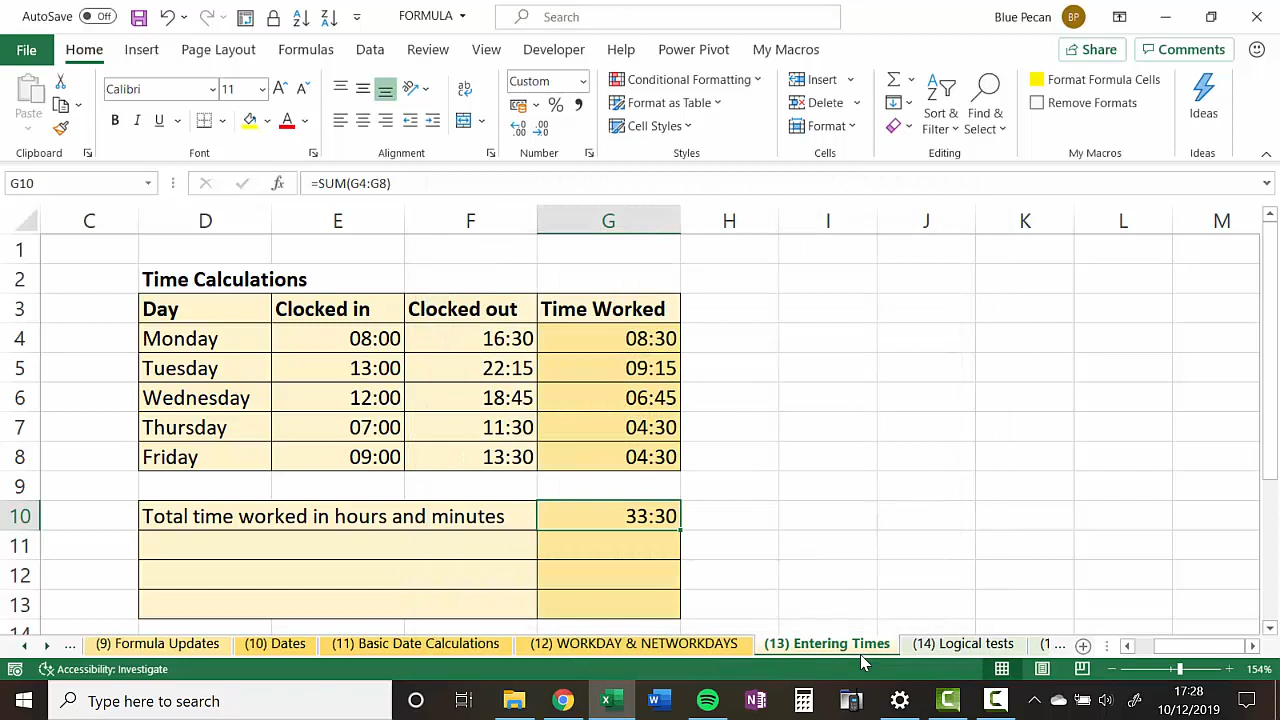 AutoSave Off FORMULA Search Blue Pecan BP
File Home Insert Page Layout Formulas Data Review View Developer Help Power Pivot My Macros Share Comments
Paste Calibri 11 Custom Conditional Formatting Insert Format Formula Cells
Format as Table Delete Remove Formats
B I U Cell Styles Format Sort & Filter Find & Select Ideas
Clipboard Font Alignment Number Styles Cells Editing My Macros Ideas
G10 fx =SUM(G4:G8)
C D E F G H I J K L M
1
2 Time Calculations
3 Day Clocked in Clocked out Time Worked
4 Monday 08:00 16:30 08:30
5 Tuesday 13:00 22:15 09:15
6 Wednesday 12:00 18:45 06:45
7 Thursday 07:00 11:30 04:30
8 Friday 09:00 13:30 04:30
9
10 Total time worked in hours and minutes 33:30
11
12
13
14
... (9) Formula Updates (10) Dates (11) Basic Date Calculations (12) WORKDAY & NETWORKDAYS (13) Entering Times (14) Logical tests (1 ...
Accessibility: Investigate 154%
Type here to search 17:28
10/12/2019